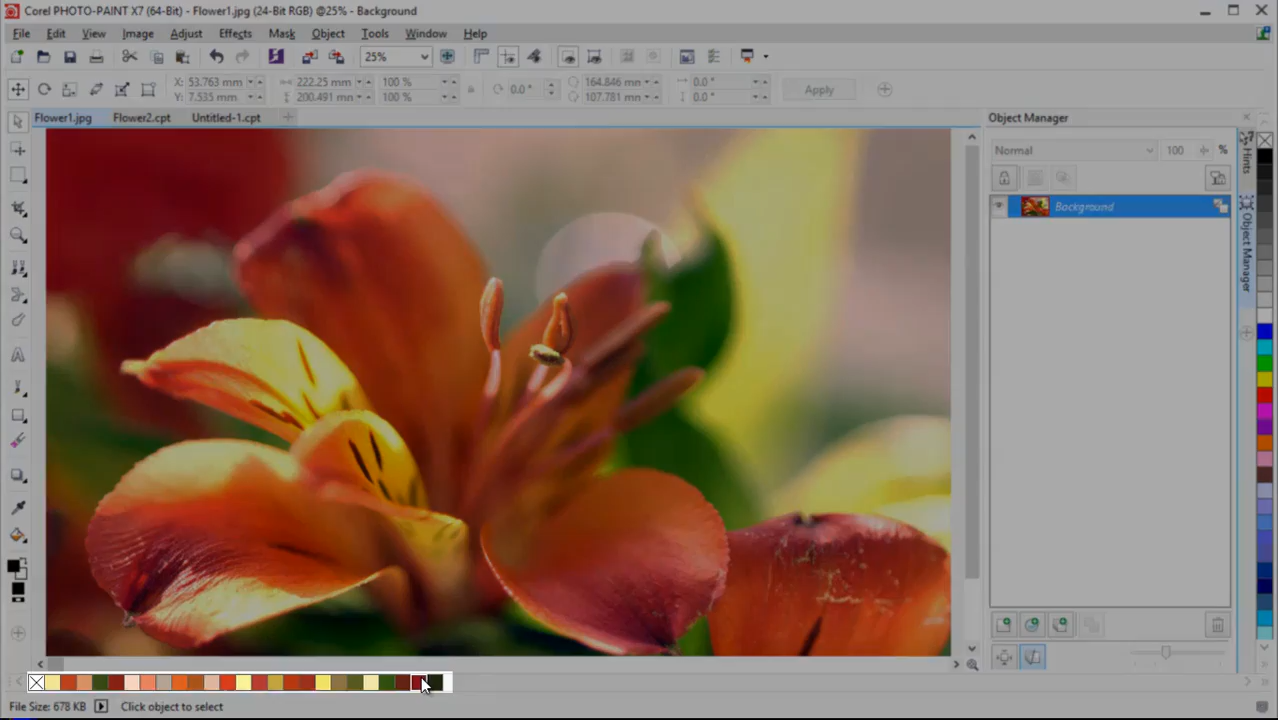 Corel PHOTO-PAINT X7 (64-Bit) - Flower1.jpg (24-Bit RGB) @25% - Background
File Edit View Image Adjust Effects Mask Object Tools Window Help
25%
X: 53.763 mm 222.25 mm 100 % 0.0 ° 164.846 mm 0.0 ° Apply
Y: 7.535 mm 200.491 mm 100 % 107.781 mm 0.0 °
Flower1.jpg Flower2.cpt Untitled-1.cpt
Object Manager
Normal 100 %
Background
Hints
Object Manager
File Size: 678 KB Click object to select